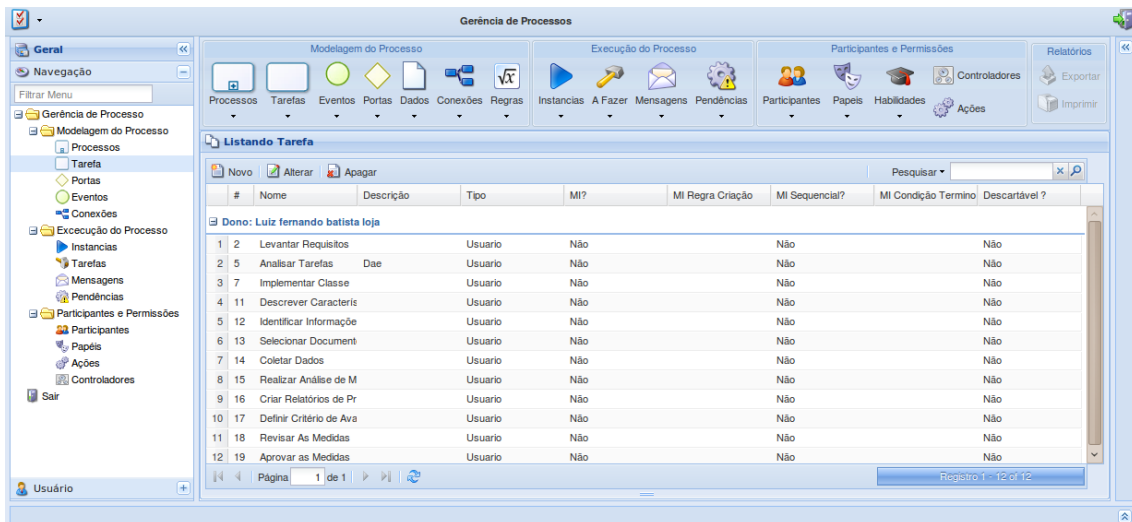 Gerência de Processos
Geral
Navegação
Filtrar Menu
Gerência de Processo
Modelagem do Processo
Processos
Tarefa
Portas
Eventos
Conexões
Excecução do Processo
Instancias
Tarefas
Mensagens
Pendências
Participantes e Permissões
Participantes
Papéis
Ações
Controladores
Sair
Usuário
Modelagem do Processo
Processos Tarefas Eventos Portas Dados Conexões Regras
Execução do Processo
Instancias A Fazer Mensagens Pendências
Participantes e Permissões
Participantes Papeis Habilidades Controladores
Ações
Relatórios
Exportar
Imprimir
Listando Tarefa
Novo Alterar Apagar Pesquisar
# Nome Descrição Tipo MI? MI Regra Criação MI Sequencial? MI Condição Termino Descartável ?
Dono: Luiz fernando batista loja
1 2 Levantar Requisitos Usuario Não Não Não
2 5 Analisar Tarefas Dae Usuario Não Não Não
3 7 Implementar Classe Usuario Não Não Não
4 11 Descrever Caracterís Usuario Não Não Não
5 12 Identificar Informaçõe Usuario Não Não Não
6 13 Selecionar Document Usuario Não Não Não
7 14 Coletar Dados Usuario Não Não Não
8 15 Realizar Análise de M Usuario Não Não Não
9 16 Criar Relatórios de Pr Usuario Não Não Não
10 17 Definir Critério de Ava Usuario Não Não Não
11 18 Revisar As Medidas Usuario Não Não Não
12 19 Aprovar as Medidas Usuario Não Não Não
Página 1 de 1
Registro 1 - 12 of 12